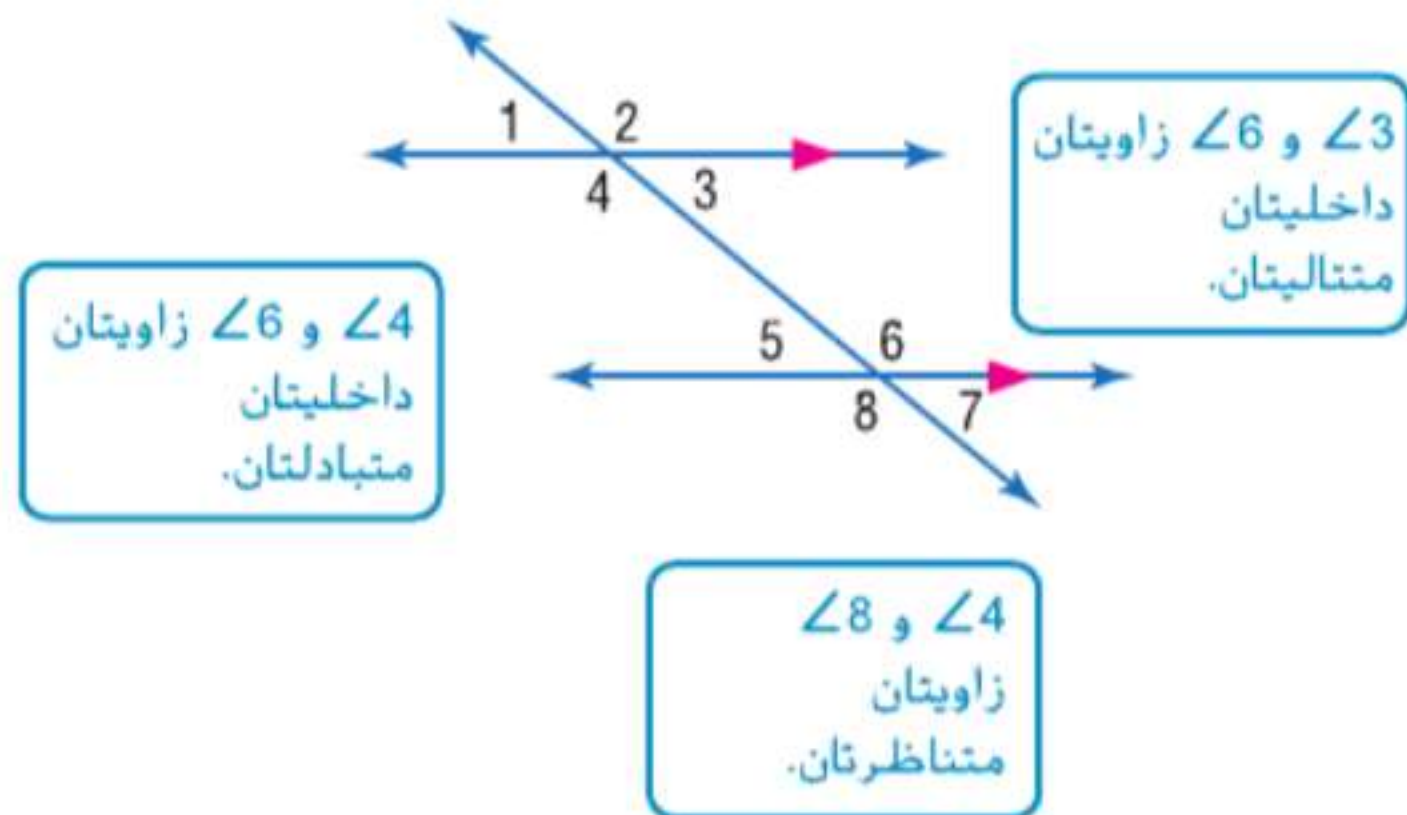 1 2
4 3
5 6
8 7
∠3 و ∠6 زاويتان
داخليتان
متتاليتان.
∠4 و ∠6 زاويتان
داخليتان
متبادلتان.
∠4 و ∠8
زاويتان
متناظرتان.